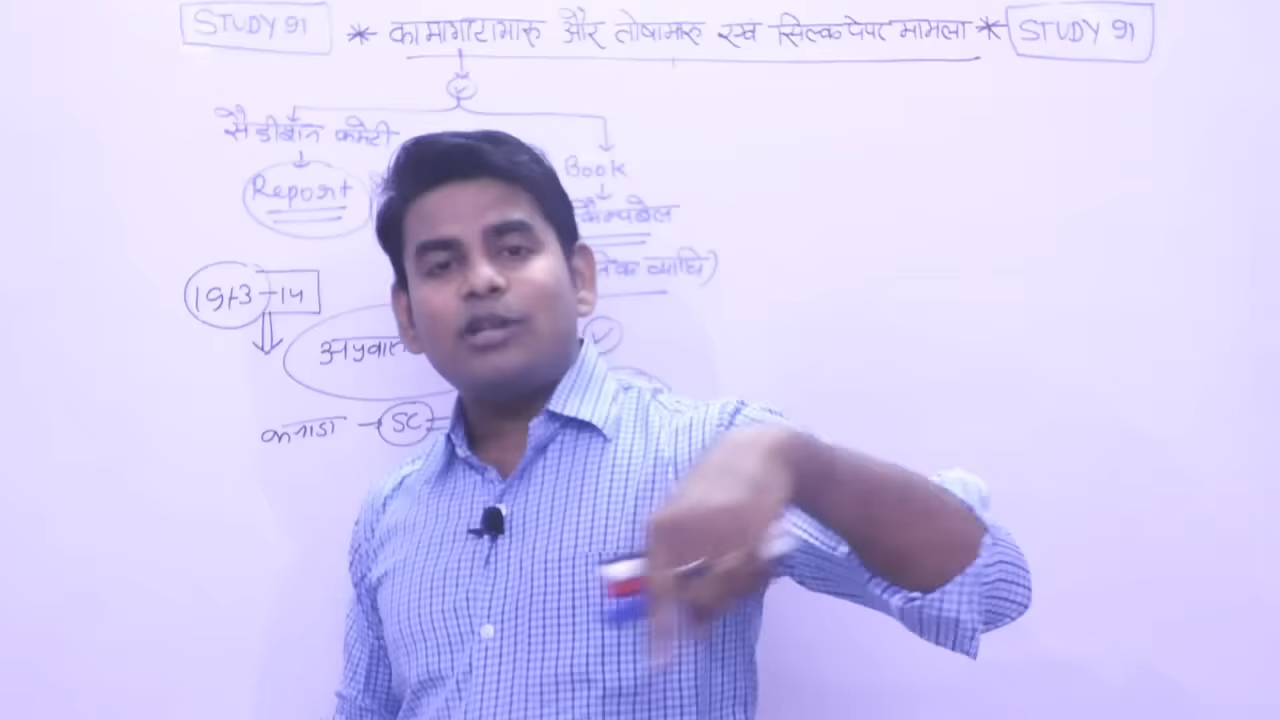 STUDY 91 * कामागाटामारू और तोषामारू एवं सिल्क पेपर मामला * STUDY 91
सैडीशन कमेटी
Book
Report
कैम्पबेल
व्याधि)
1913-14
कनाडा → SC